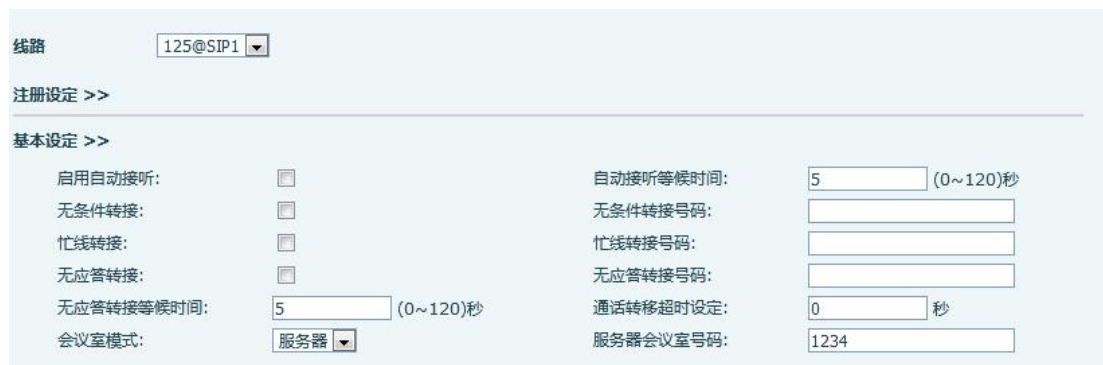 线路 125@SIP1
注册设定 >>
基本设定 >>
启用自动接听: 自动接听等候时间: 5 (0~120)秒
无条件转接: 无条件转接号码:
忙线转接: 忙线转接号码:
无应答转接: 无应答转接号码:
无应答转接等候时间: 5 (0~120)秒 通话转移超时设定: 0 秒
会议室模式: 服务器 服务器会议室号码: 1234